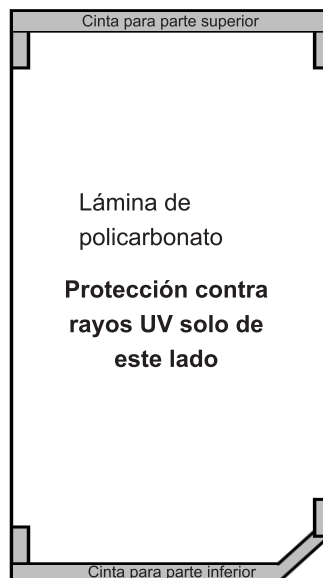 Cinta para parte superior
Lámina de
policarbonato
Protección contra
rayos UV solo de
este lado
Cinta para parte inferior